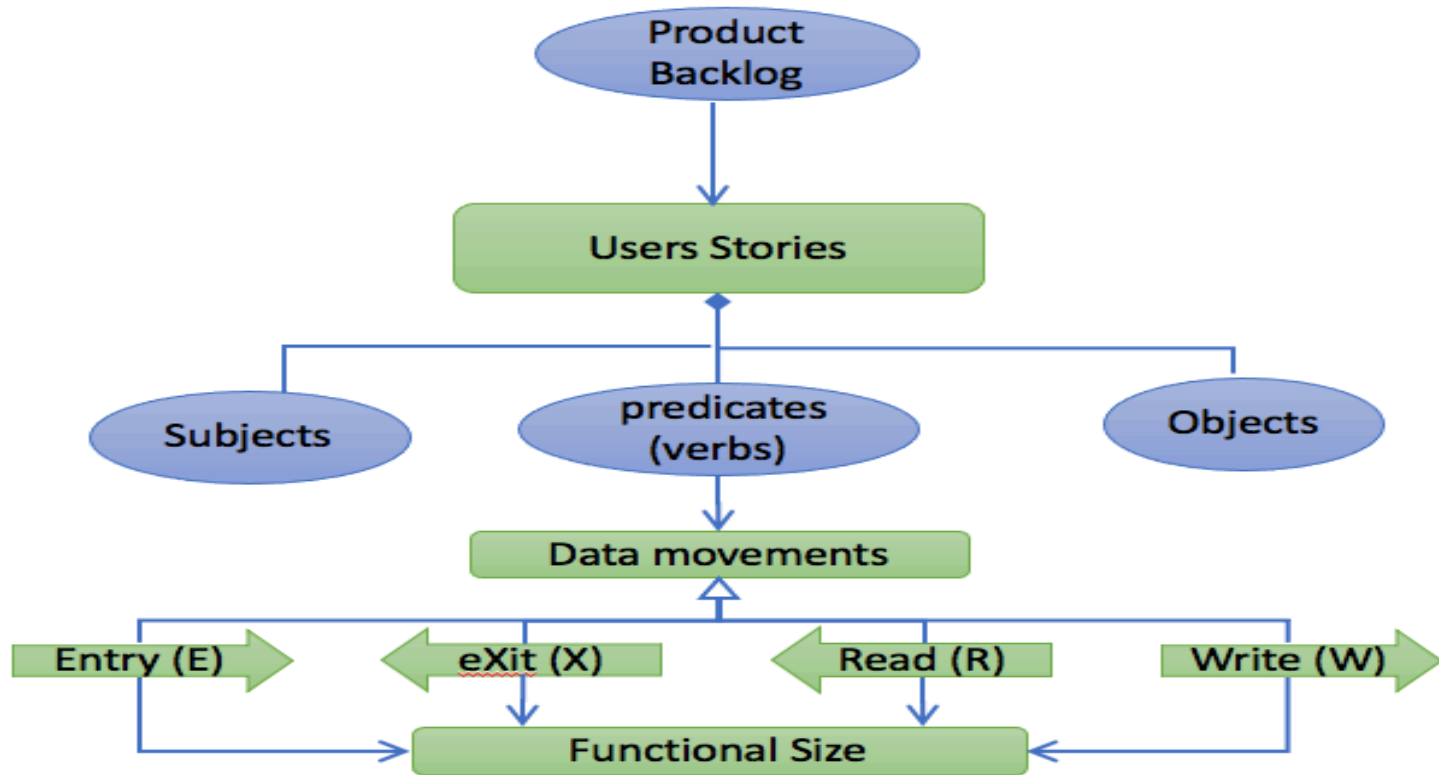 Product
Backlog
Users Stories
Subjects
predicates
(verbs)
Objects
Data movements
Entry (E)
eXit (X)
Read (R)
Write (W)
Functional Size